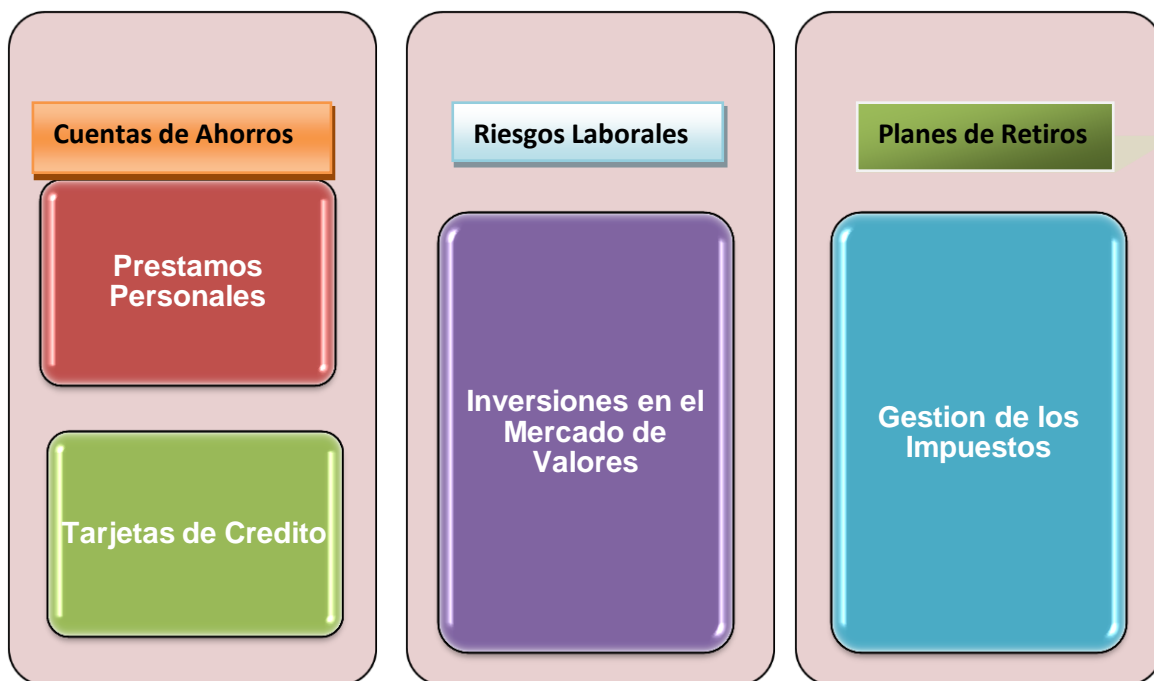 Cuentas de Ahorros
Prestamos
Personales
Tarjetas de Credito
Riesgos Laborales
Inversiones en el
Mercado de
Valores
Planes de Retiros
Gestion de los
Impuestos